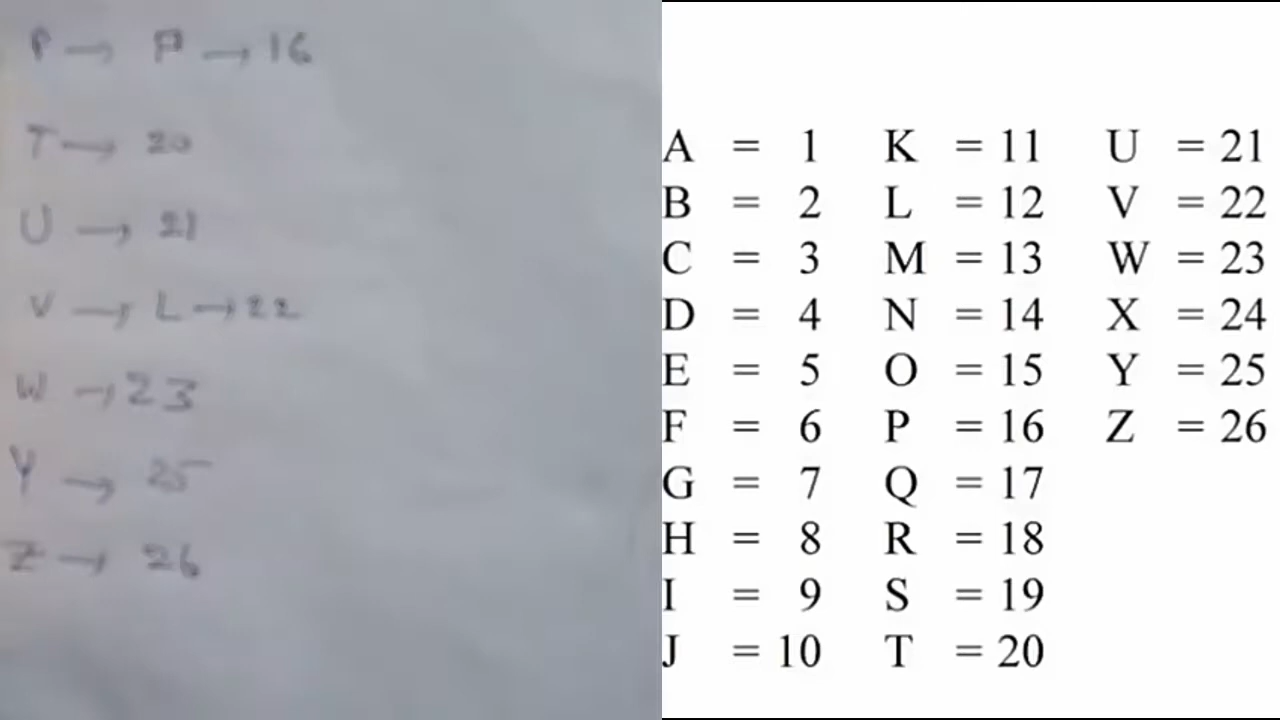 P → P → 16
T → 20
U → 21
V → L → 22
W → 23
Y → 25
Z → 26
A = 1 K = 11 U = 21
B = 2 L = 12 V = 22
C = 3 M = 13 W = 23
D = 4 N = 14 X = 24
E = 5 O = 15 Y = 25
F = 6 P = 16 Z = 26
G = 7 Q = 17
H = 8 R = 18
I = 9 S = 19
J = 10 T = 20